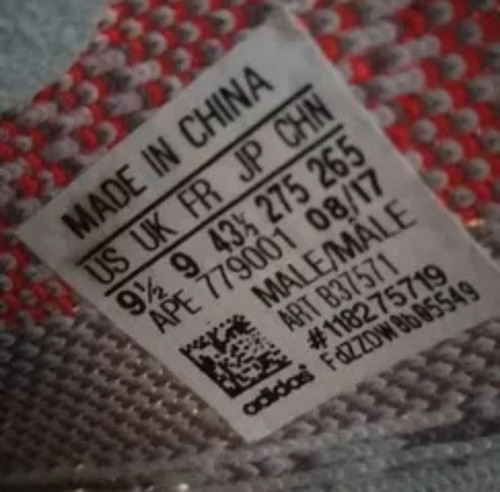 MADE IN CHINA
US UK FR JP CHN
9½ 9 43⅓ 275 265
APE 779001 08/17
MALE/MÂLE
ART B37571
#118275719
adidas